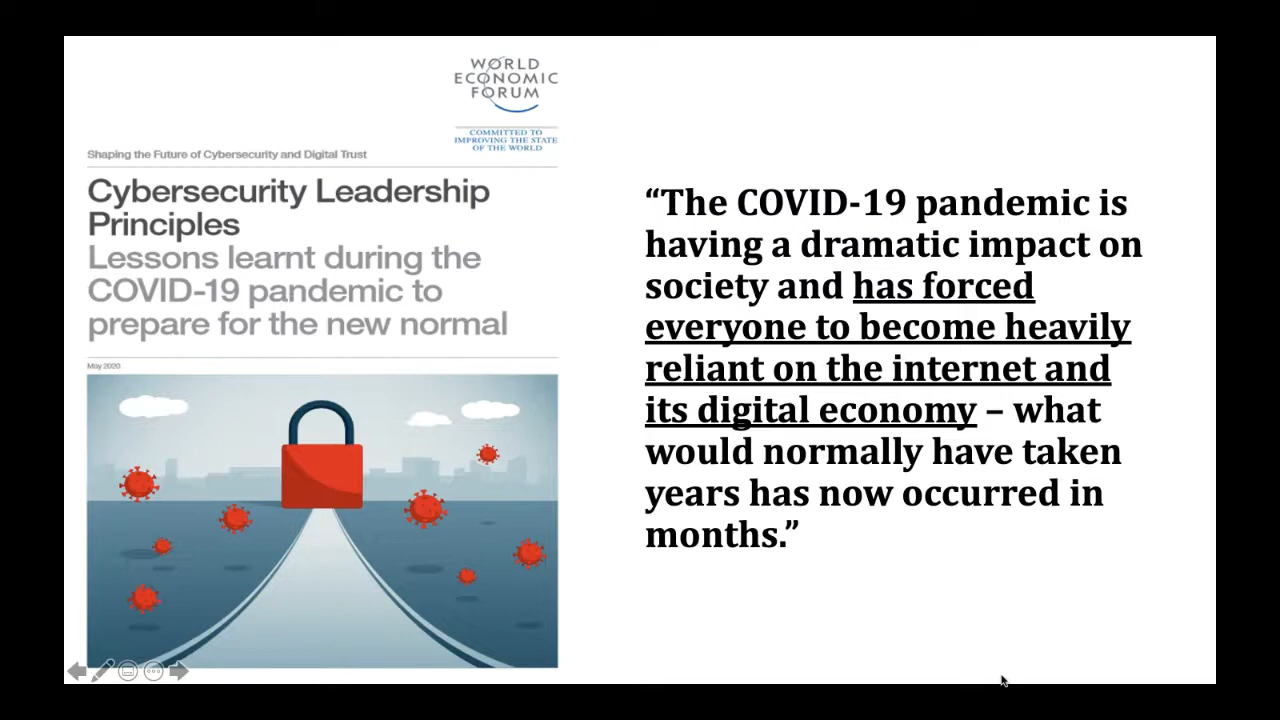 WORLD
ECONOMIC
FORUM
COMMITTED TO
IMPROVING THE STATE
OF THE WORLD
Shaping the Future of Cybersecurity and Digital Trust
Cybersecurity Leadership
Principles
Lessons learnt during the
COVID-19 pandemic to
prepare for the new normal
May 2020
“The COVID-19 pandemic is
having a dramatic impact on
society and has forced
everyone to become heavily
reliant on the internet and
its digital economy – what
would normally have taken
years has now occurred in
months.”